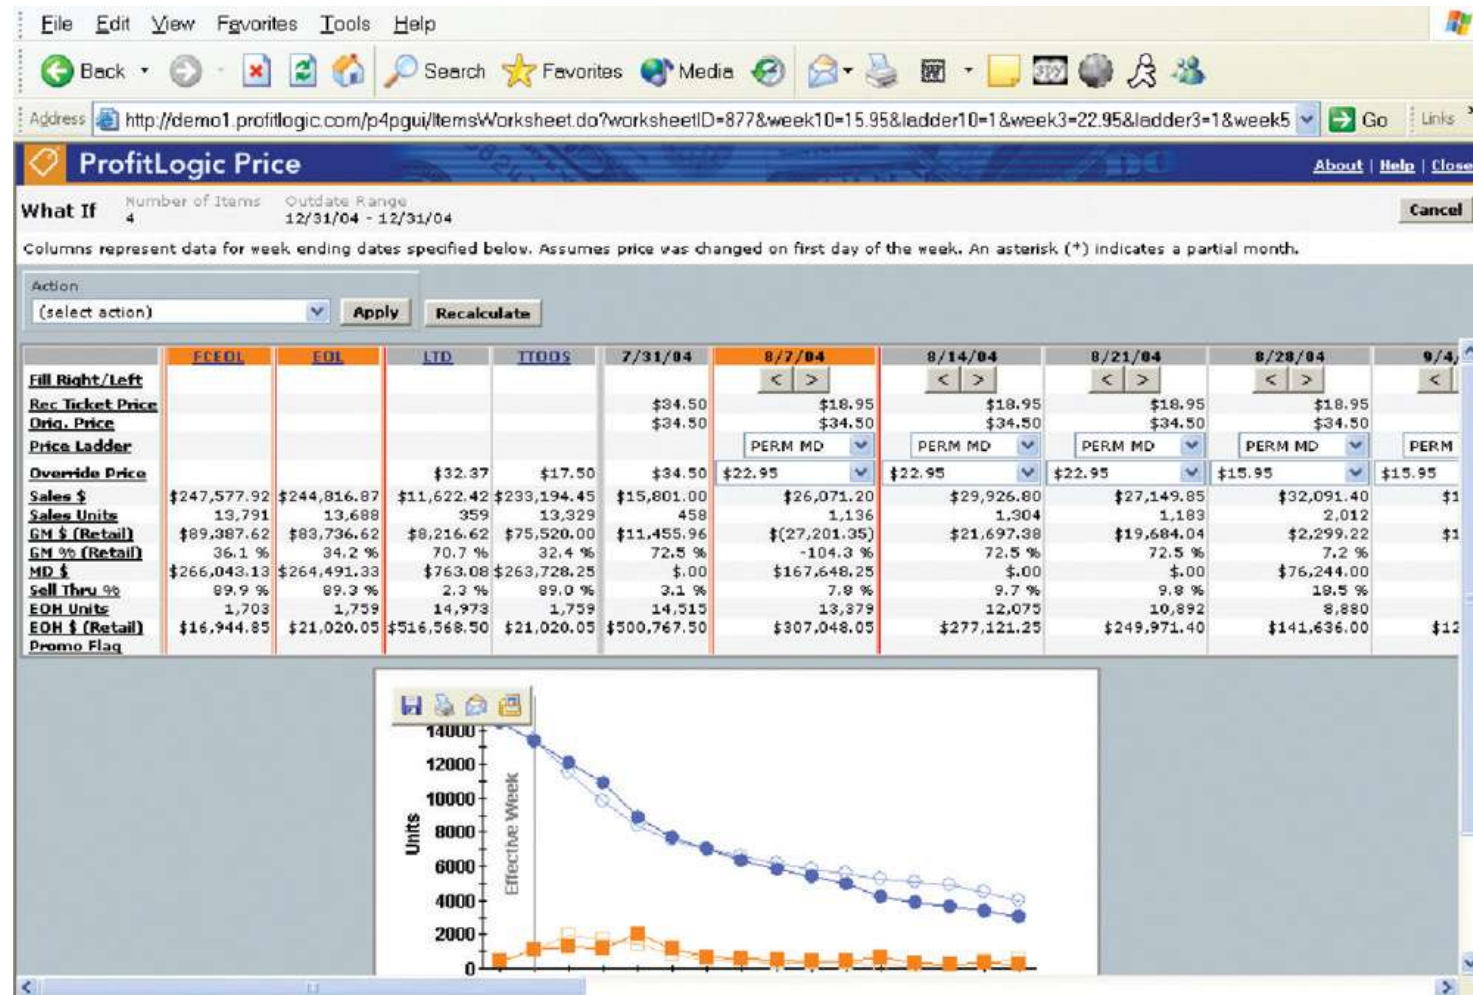 File Edit View Favorites Tools Help
Back Search Favorites Media
Address http://demo1.profitlogic.com/p4pgui/ItemsWorksheet.do?worksheetID=877&week10=15.95&ladder10=1&week3=22.95&ladder3=1&week5 Go Links
ProfitLogic Price About | Help | Close
What If Number of Items Outdate Range Cancel
4 12/31/04 - 12/31/04
Columns represent data for week ending dates specified below. Assumes price was changed on first day of the week. An asterisk (*) indicates a partial month.
Action
(select action) Apply Recalculate
FCEOL EOL LTD TTOOS 7/31/04 8/7/04 8/14/04 8/21/04 8/28/04 9/4/
Fill Right/Left < > < > < > < > <
Rec Ticket Price $34.50 $18.95 $18.95 $18.95 $18.95
Orig. Price $34.50 $34.50 $34.50 $34.50 $34.50
Price Ladder PERM MD PERM MD PERM MD PERM MD PERM
Override Price $32.37 $17.50 $34.50 $22.95 $22.95 $22.95 $15.95 $15.95
Sales $ $247,577.92 $244,816.87 $11,622.42 $233,194.45 $15,801.00 $26,071.20 $29,926.80 $27,149.85 $32,091.40 $1
Sales Units 13,791 13,688 359 13,329 458 1,136 1,304 1,183 2,012
GM $ (Retail) $89,387.62 $83,736.62 $8,216.62 $75,520.00 $11,455.96 $(27,201.35) $21,697.38 $19,684.04 $2,299.22 $1
GM % (Retail) 36.1 % 34.2 % 70.7 % 32.4 % 72.5 % -104.3 % 72.5 % 72.5 % 7.2 %
MD $ $266,043.13 $264,491.33 $763.08 $263,728.25 $.00 $167,648.25 $.00 $.00 $76,244.00
Sell Thru % 89.9 % 89.3 % 2.3 % 89.0 % 3.1 % 7.8 % 9.7 % 9.8 % 18.5 %
EOH Units 1,703 1,759 14,973 1,759 14,515 13,379 12,075 10,892 8,880
EOH $ (Retail) $16,944.85 $21,020.05 $516,568.50 $21,020.05 $500,767.50 $307,048.05 $277,121.25 $249,971.40 $141,636.00 $12
Promo Flag
14000
12000
10000
8000
6000
4000
2000
0
Units
Effective Week